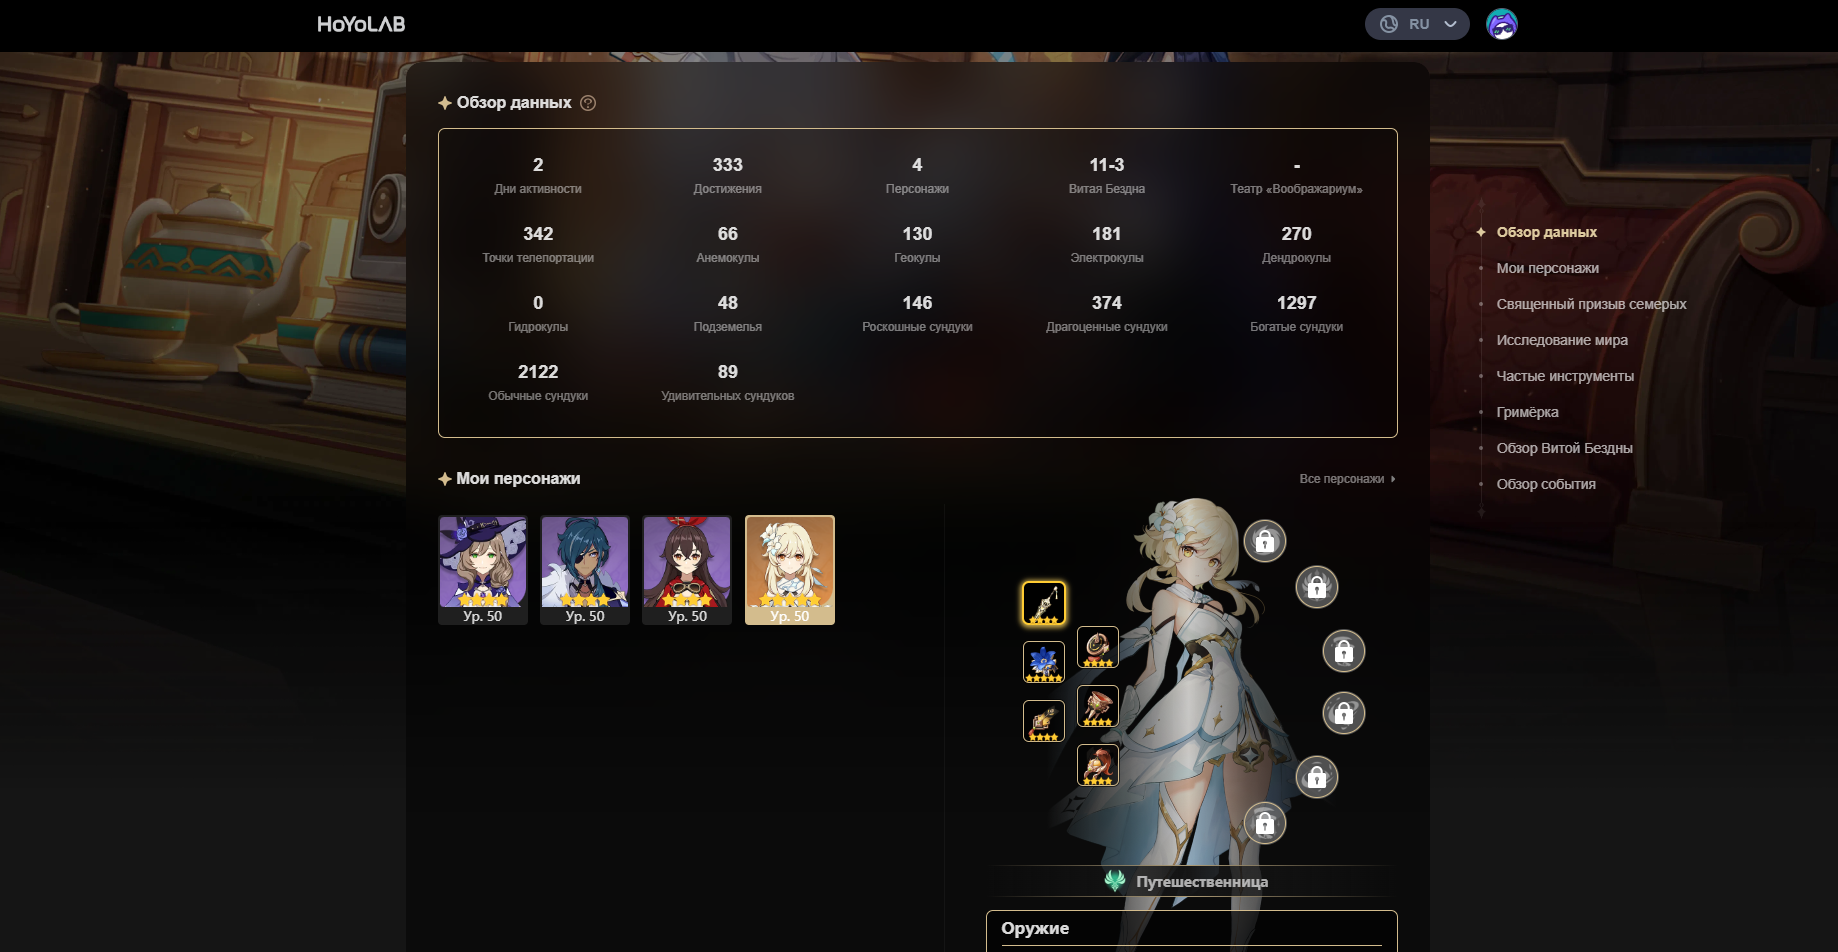 HoYoLAB
RU
Обзор данных
2
Дни активности
333
Достижения
4
Персонажи
11-3
Витая Бездна
-
Театр «Воображариум»
342
Точки телепортации
66
Анемокулы
130
Геокулы
181
Электрокулы
270
Дендрокулы
0
Гидрокулы
48
Подземелья
146
Роскошные сундуки
374
Драгоценные сундуки
1297
Богатые сундуки
2122
Обычные сундуки
89
Удивительных сундуков
Мои персонажи
Все персонажи
Ур. 50
Ур. 50
Ур. 50
Ур. 50
Путешественница
Оружие
Обзор данных
Мои персонажи
Священный призыв семерых
Исследование мира
Частые инструменты
Гримёрка
Обзор Витой Бездны
Обзор события